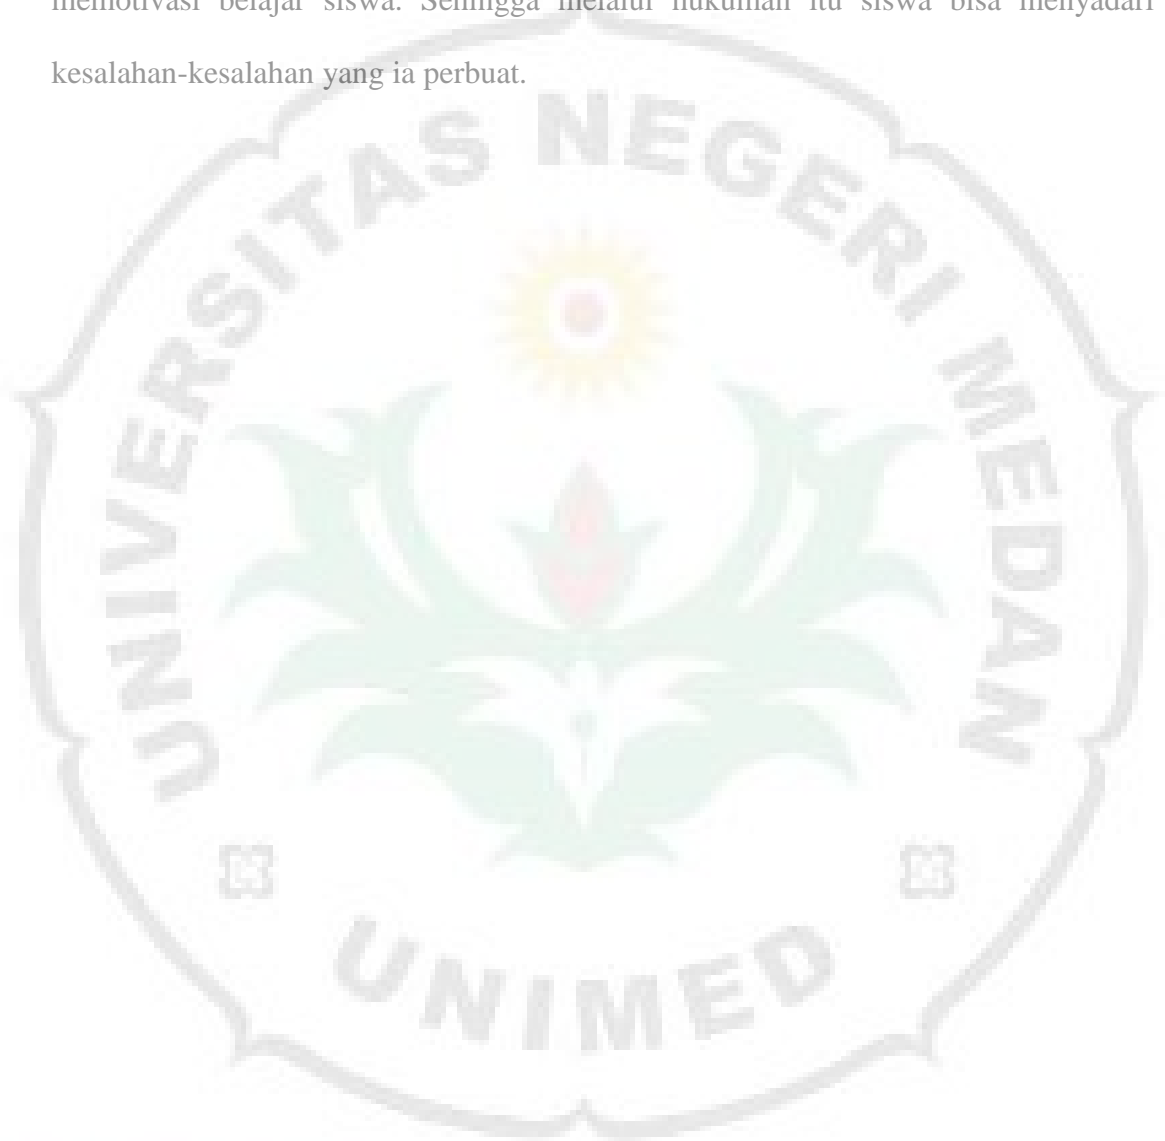 memotivasi belajar siswa. Sehingga melalui hukuman itu siswa bisa menyadari
kesalahan-kesalahan yang ia perbuat.
UNIVERSITAS NEGERI MEDAN
UNIMED